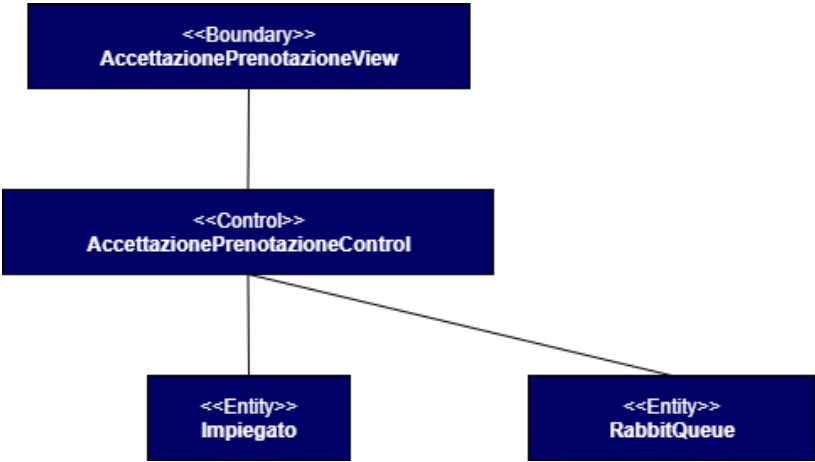 <<Boundary>>
AccettazionePrenotazioneView
<<Control>>
AccettazionePrenotazioneControl
<<Entity>>
Impiegato
<<Entity>>
RabbitQueue